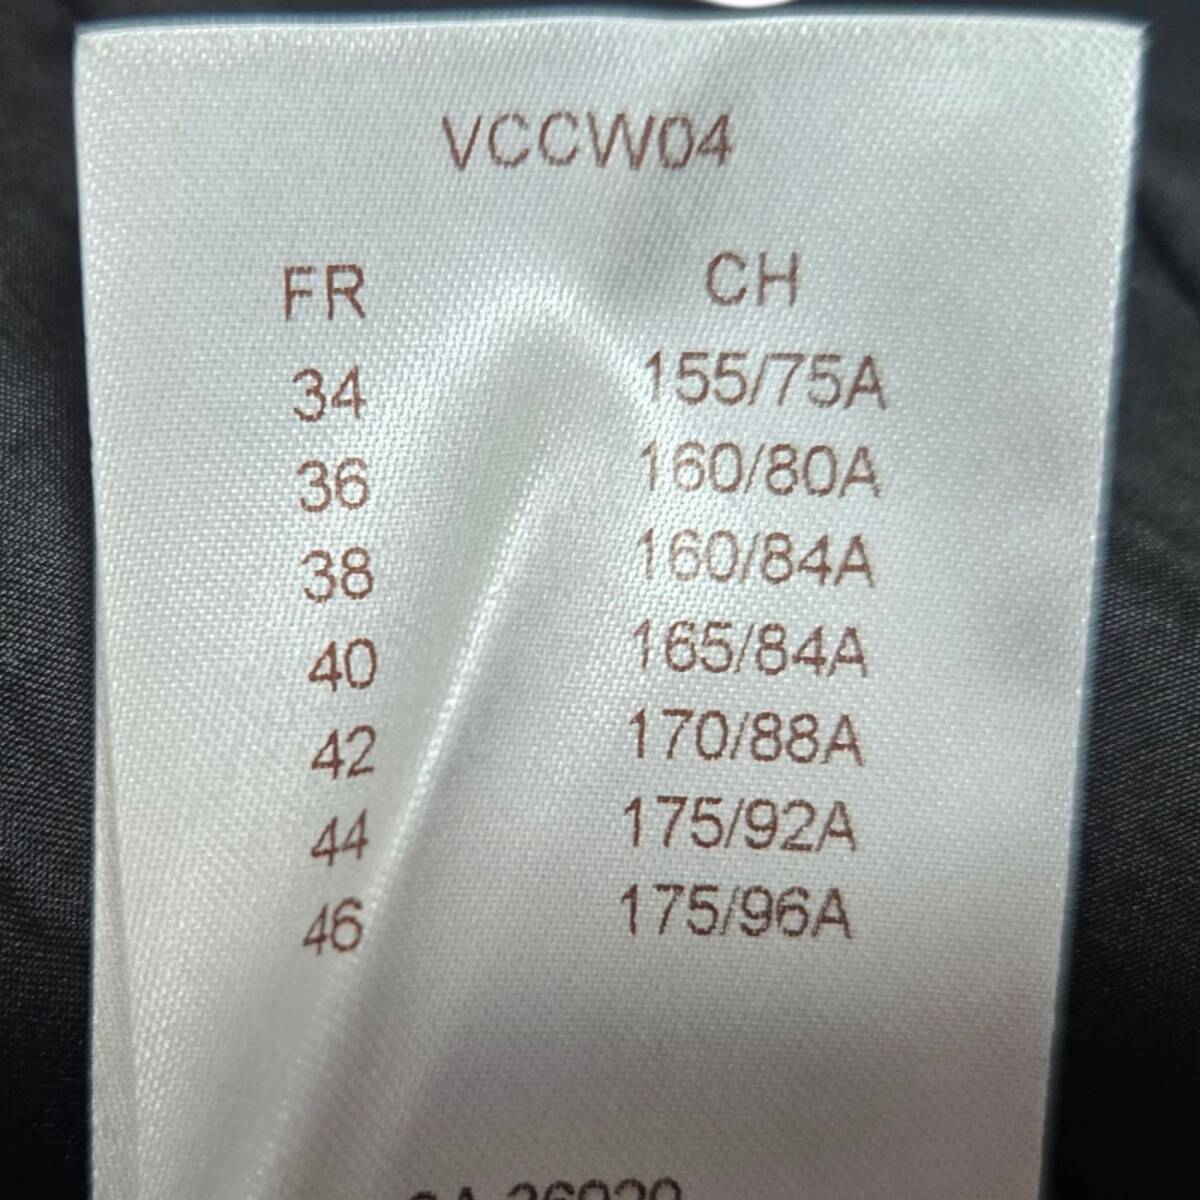 VCCW04
FR CH
34 155/75A
36 160/80A
38 160/84A
40 165/84A
42 170/88A
44 175/92A
46 175/96A